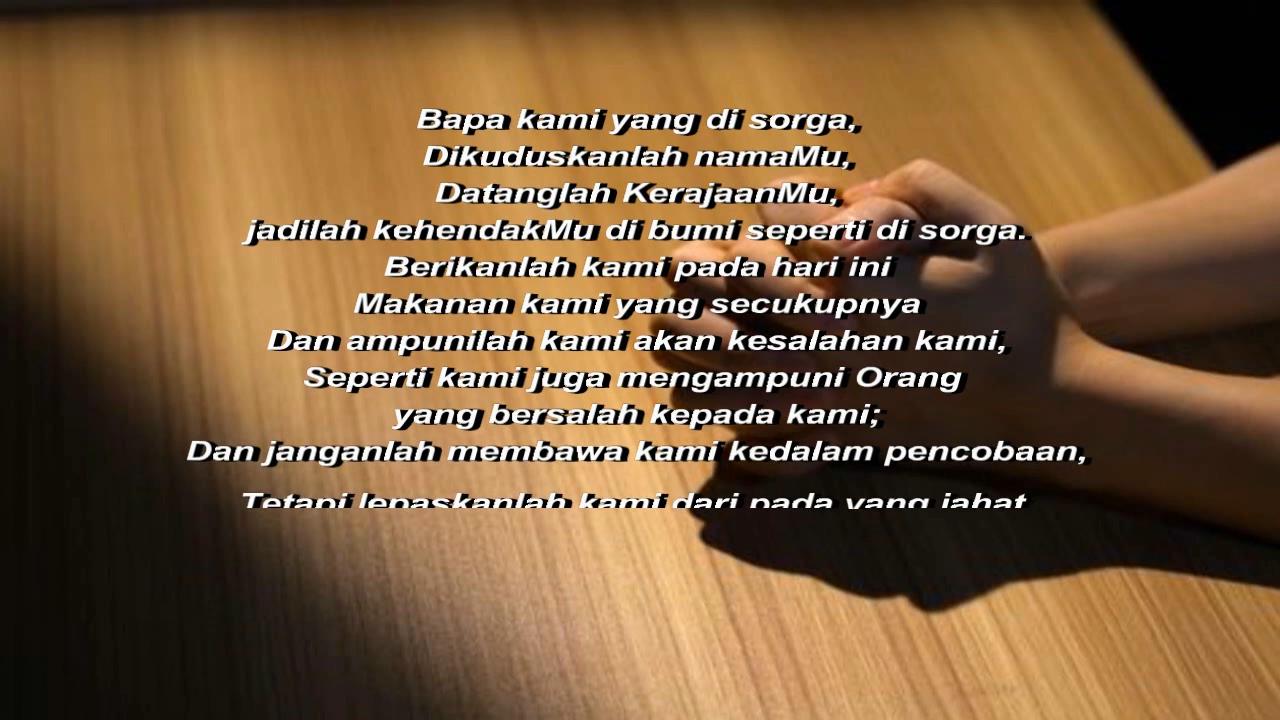 Bapa kami yang di sorga,
Dikuduskanlah namaMu,
Datanglah KerajaanMu,
jadilah kehendakMu di bumi seperti di sorga.
Berikanlah kami pada hari ini
Makanan kami yang secukupnya
Dan ampunilah kami akan kesalahan kami,
Seperti kami juga mengampuni Orang
yang bersalah kepada kami;
Dan janganlah membawa kami kedalam pencobaan,
Tetapi lepaskanlah kami dari pada yang jahat